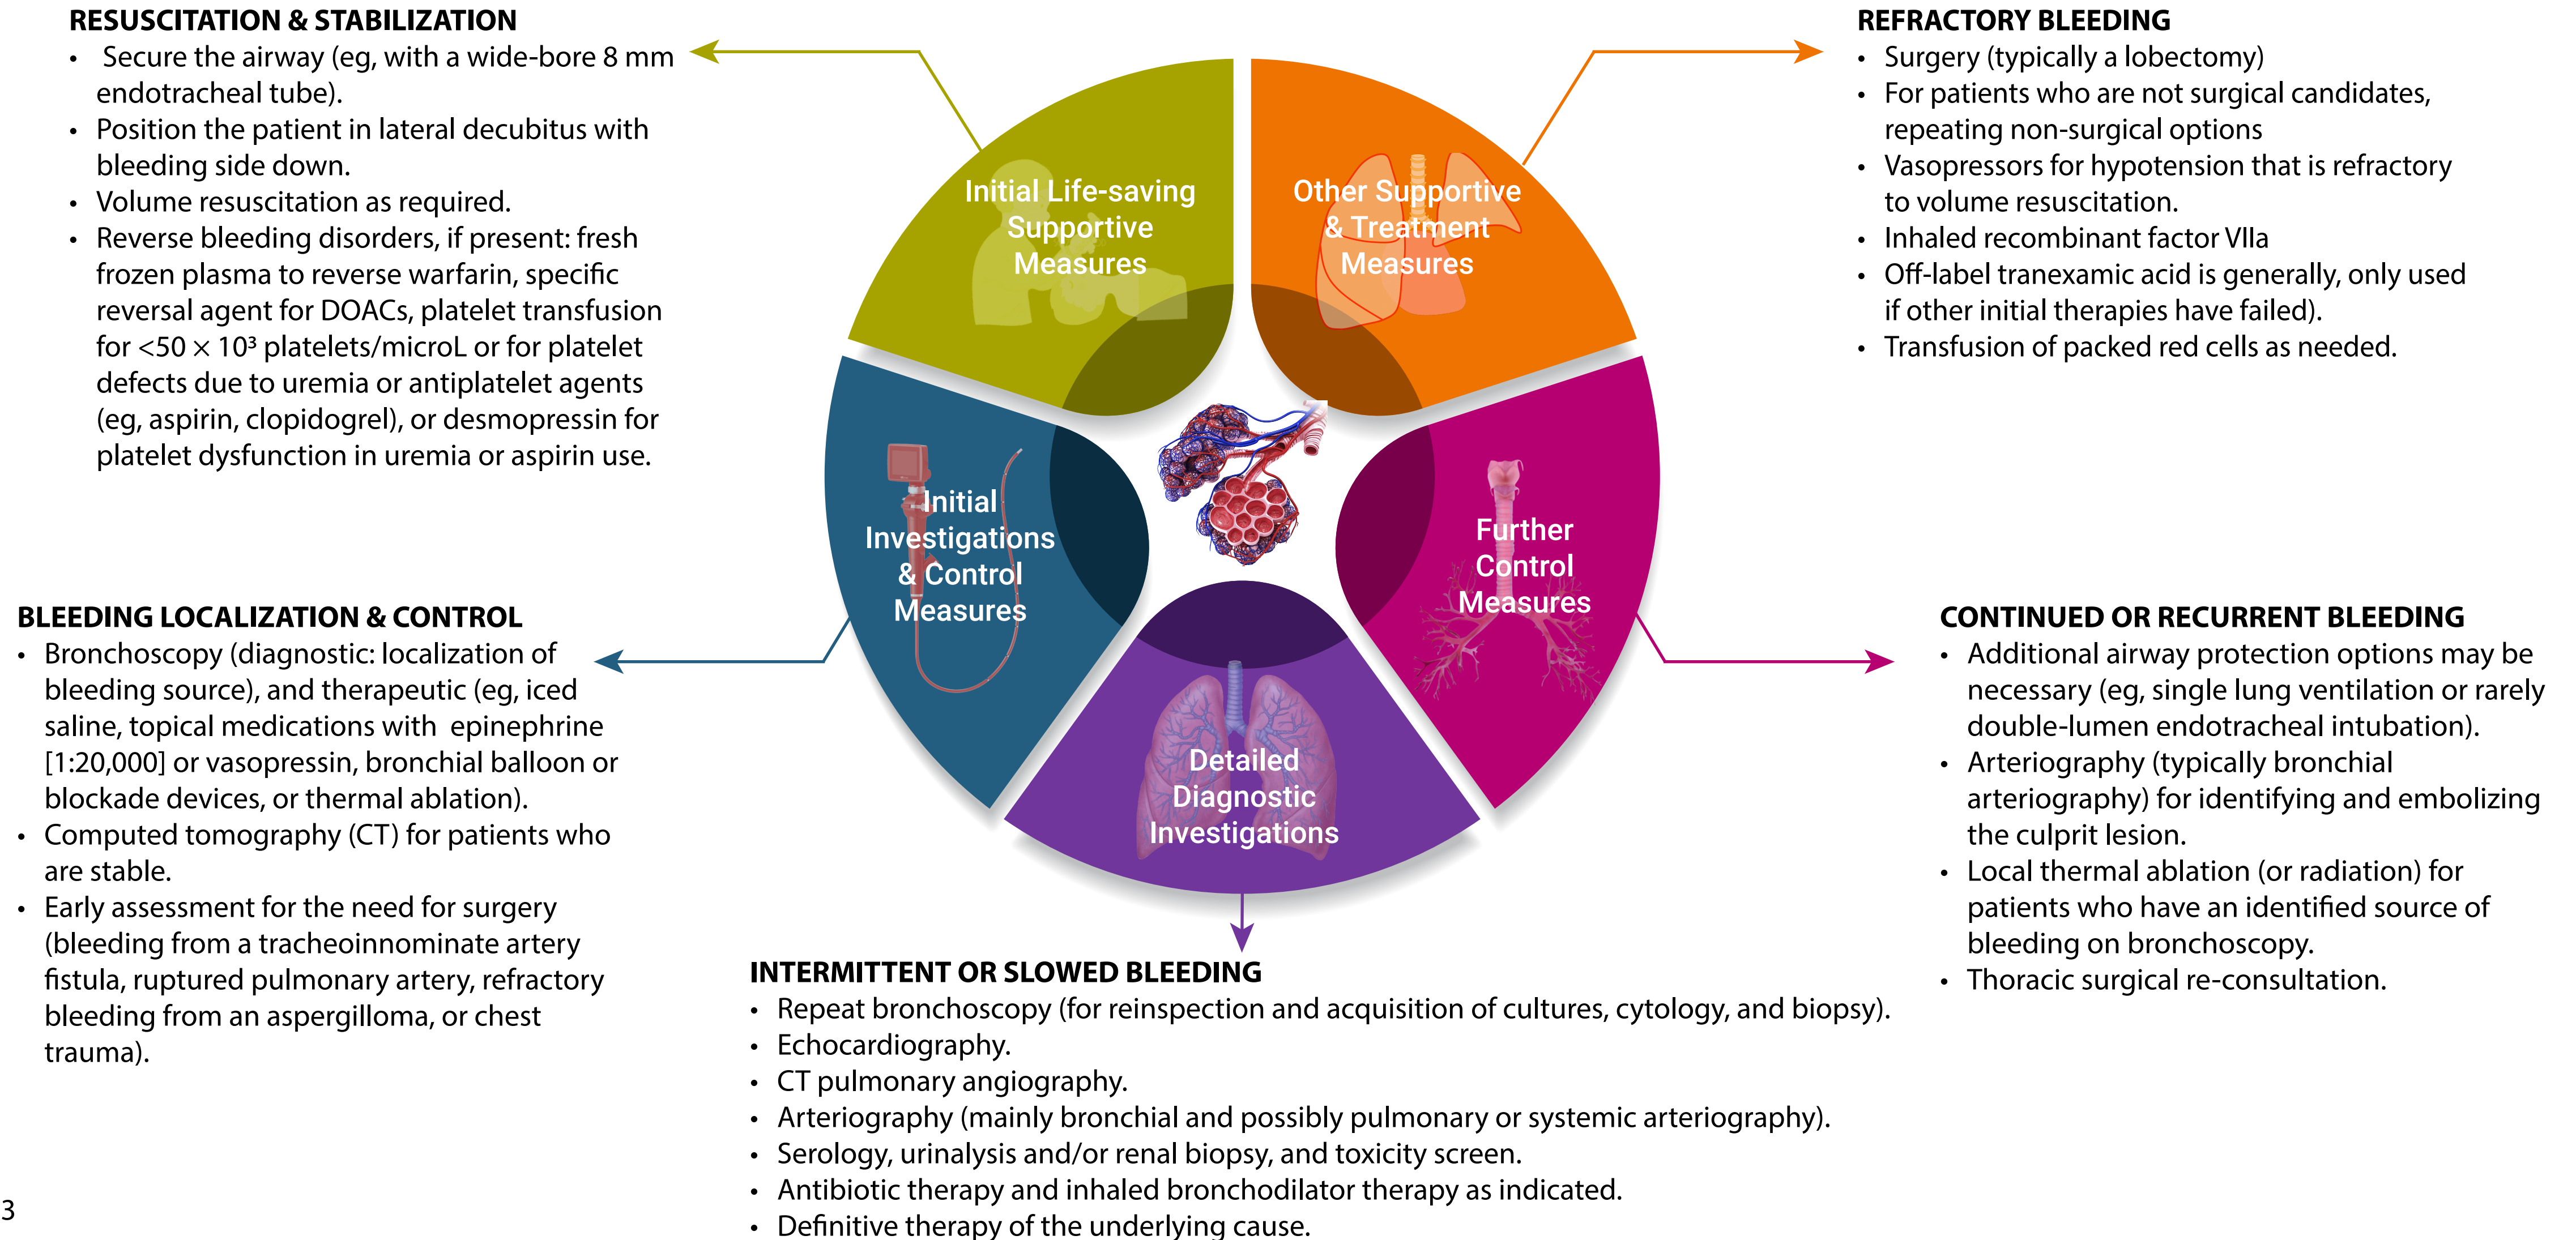 RESUSCITATION & STABILIZATION
• Secure the airway (eg, with a wide-bore 8 mm
endotracheal tube).
• Position the patient in lateral decubitus with
bleeding side down.
• Volume resuscitation as required.
• Reverse bleeding disorders, if present: fresh
frozen plasma to reverse warfarin, specific
reversal agent for DOACs, platelet transfusion
for <50 × 10³ platelets/microL or for platelet
defects due to uremia or antiplatelet agents
(eg, aspirin, clopidogrel), or desmopressin for
platelet dysfunction in uremia or aspirin use.
BLEEDING LOCALIZATION & CONTROL
• Bronchoscopy (diagnostic: localization of
bleeding source), and therapeutic (eg, iced
saline, topical medications with epinephrine
[1:20,000] or vasopressin, bronchial balloon or
blockade devices, or thermal ablation).
• Computed tomography (CT) for patients who
are stable.
• Early assessment for the need for surgery
(bleeding from a tracheoinnominate artery
fistula, ruptured pulmonary artery, refractory
bleeding from an aspergilloma, or chest
trauma).
Initial Life-saving
Supportive
Measures
Other Supportive
& Treatment
Measures
Initial
Investigations
& Control
Measures
Further
Control
Measures
Detailed
Diagnostic
Investigations
INTERMITTENT OR SLOWED BLEEDING
• Repeat bronchoscopy (for reinspection and acquisition of cultures, cytology, and biopsy).
• Echocardiography.
• CT pulmonary angiography.
• Arteriography (mainly bronchial and possibly pulmonary or systemic arteriography).
• Serology, urinalysis and/or renal biopsy, and toxicity screen.
• Antibiotic therapy and inhaled bronchodilator therapy as indicated.
• Definitive therapy of the underlying cause.
REFRACTORY BLEEDING
• Surgery (typically a lobectomy)
• For patients who are not surgical candidates,
repeating non-surgical options
• Vasopressors for hypotension that is refractory
to volume resuscitation.
• Inhaled recombinant factor VlIa
• Off-label tranexamic acid is generally, only used
if other initial therapies have failed).
• Transfusion of packed red cells as needed.
CONTINUED OR RECURRENT BLEEDING
• Additional airway protection options may be
necessary (eg, single lung ventilation or rarely
double-lumen endotracheal intubation).
• Arteriography (typically bronchial
arteriography) for identifying and embolizing
the culprit lesion.
• Local thermal ablation (or radiation) for
patients who have an identified source of
bleeding on bronchoscopy.
• Thoracic surgical re-consultation.
3